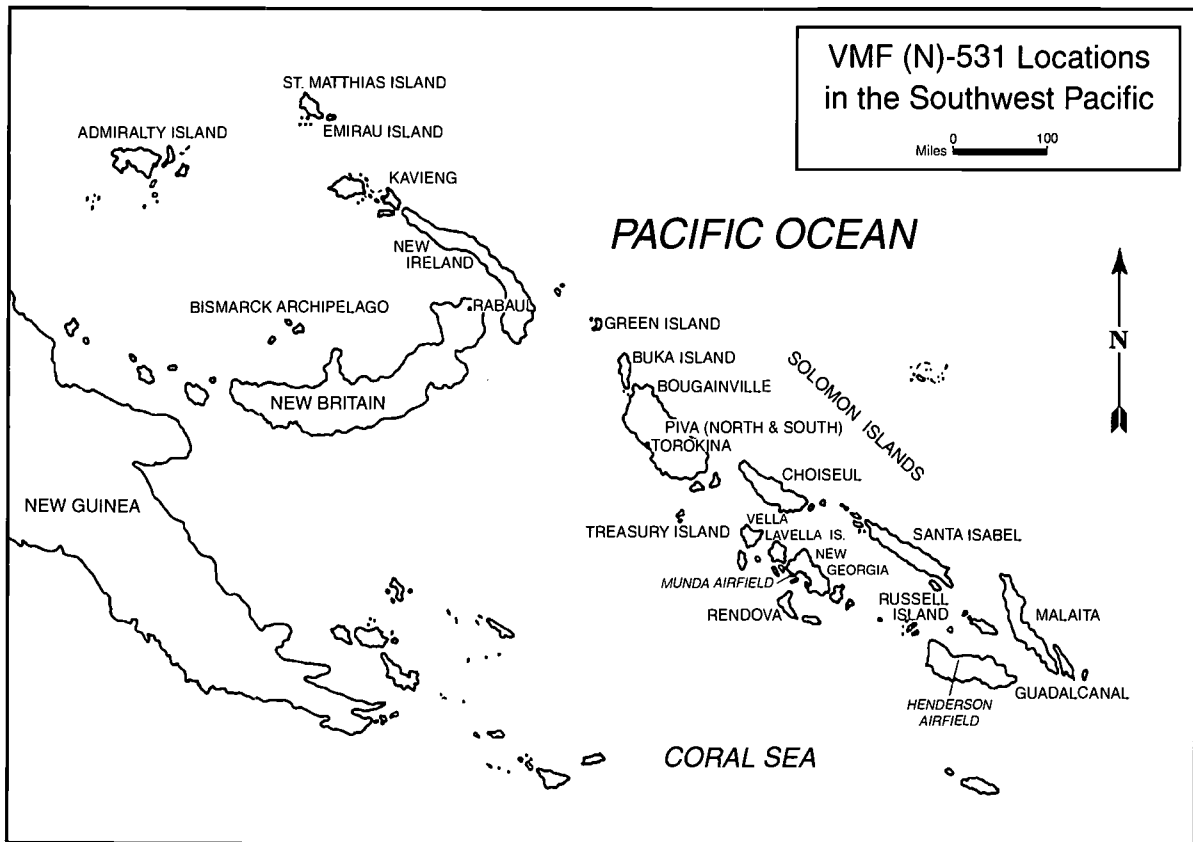 VMF (N)-531 Locations
in the Southwest Pacific
0 100
Miles
ST. MATTHIAS ISLAND
EMIRAU ISLAND
ADMIRALTY ISLAND
KAVIENG
PACIFIC OCEAN
NEW
IRELAND
BISMARCK ARCHIPELAGO
RABAUL
GREEN ISLAND
N
BUKA ISLAND
BOUGAINVILLE
SOLOMON ISLANDS
NEW BRITAIN
PIVA (NORTH & SOUTH)
TOROKINA
CHOISEUL
NEW GUINEA
TREASURY ISLAND
VELLA
LAVELLA IS.
SANTA ISABEL
NEW
GEORGIA
MUNDA AIRFIELD
RENDOVA
RUSSELL
ISLAND
MALAITA
GUADALCANAL
HENDERSON
AIRFIELD
CORAL SEA